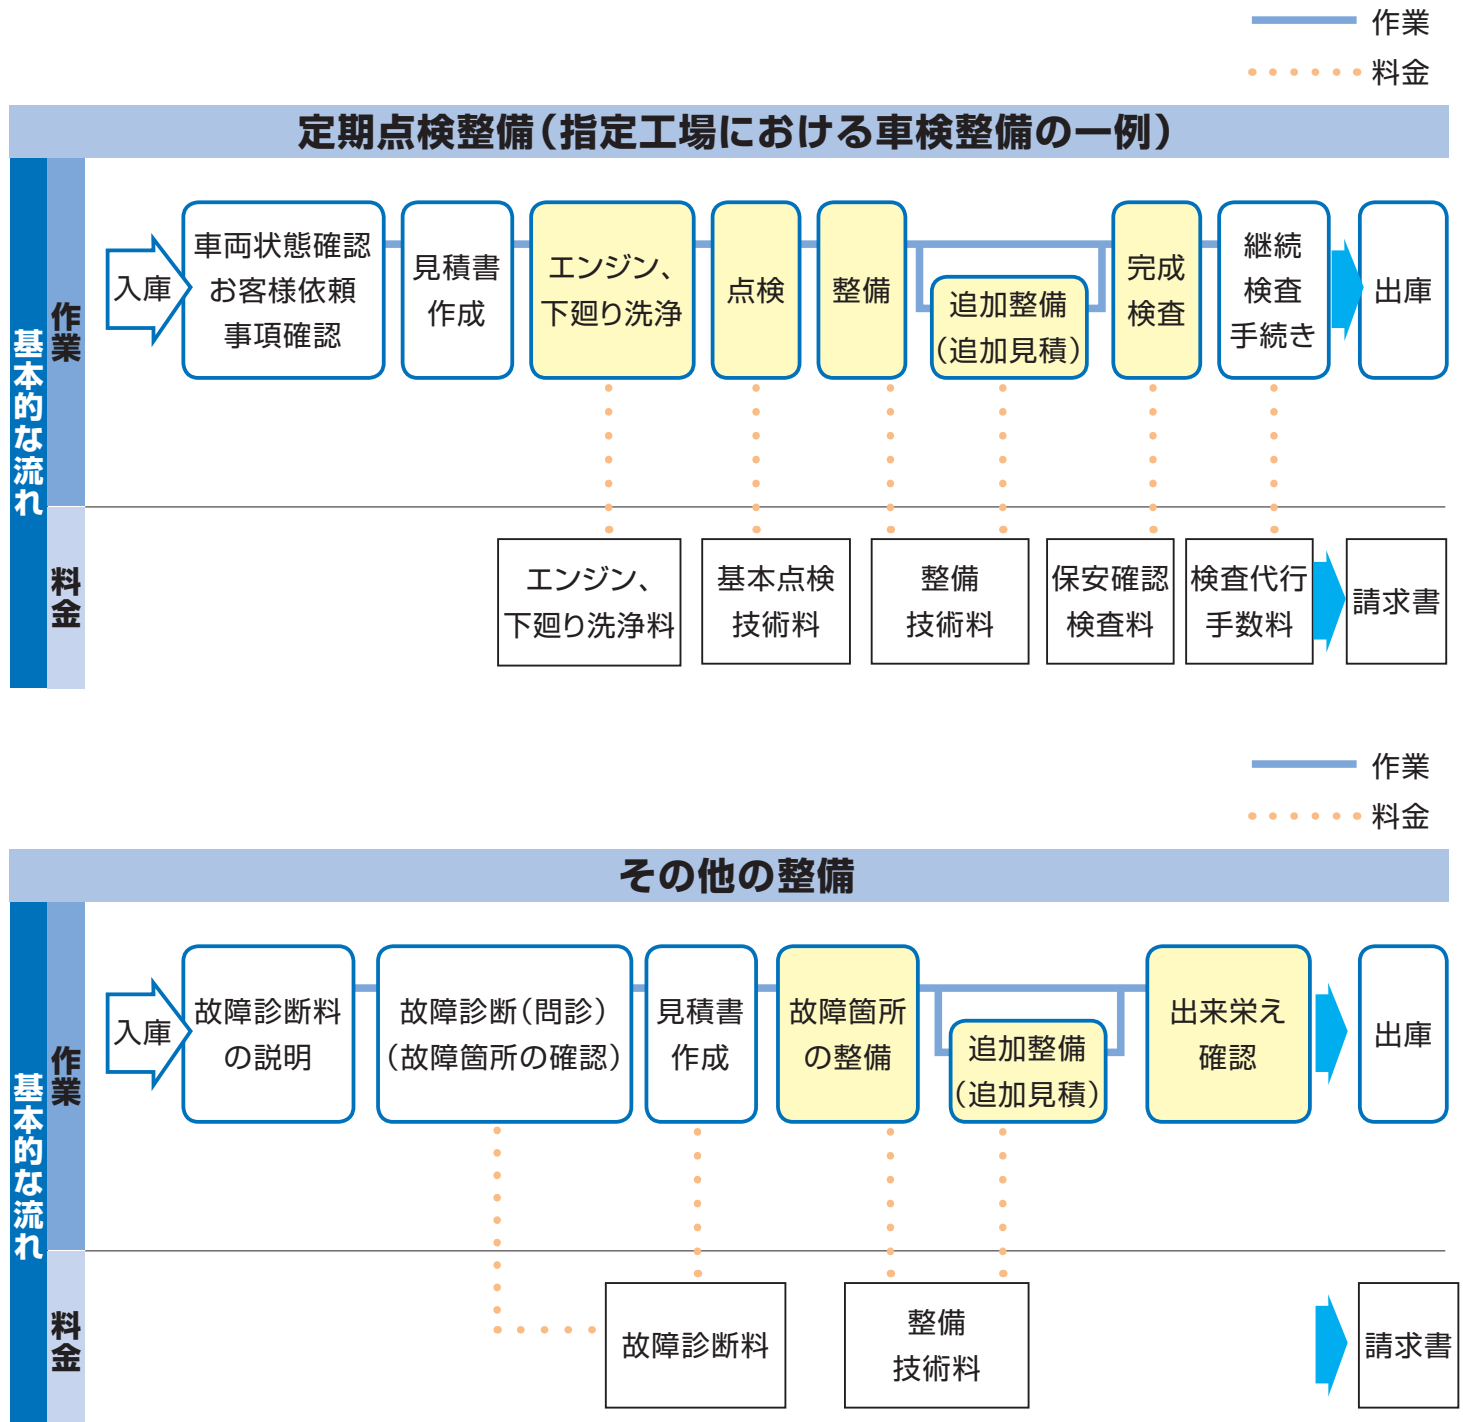 作業
料金
定期点検整備（指定工場における車検整備の一例）
基本的な流れ
作業
入庫
車両状態確認
お客様依頼
事項確認
見積書
作成
エンジン、
下廻り洗浄
点検
整備
追加整備
（追加見積）
完成
検査
継続
検査
手続き
出庫
料金
エンジン、
下廻り洗浄料
基本点検
技術料
整備
技術料
保安確認
検査料
検査代行
手数料
請求書
作業
料金
その他の整備
基本的な流れ
作業
入庫
故障診断料
の説明
故障診断（問診）
（故障箇所の確認）
見積書
作成
故障箇所
の整備
追加整備
（追加見積）
出来栄え
確認
出庫
料金
故障診断料
整備
技術料
請求書